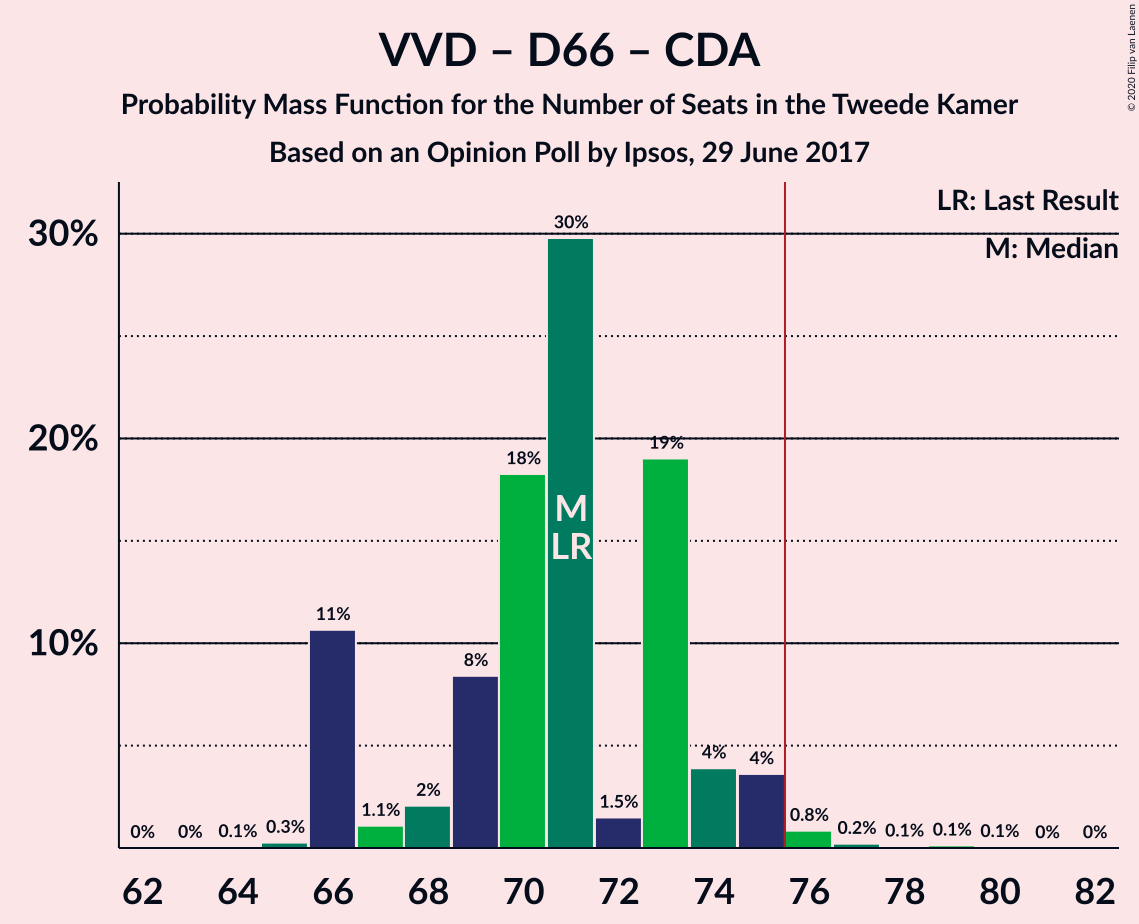 VVD – D66 – CDA
Probability Mass Function for the Number of Seats in the Tweede Kamer
Based on an Opinion Poll by Ipsos, 29 June 2017
© 2020 Filip van Laenen
LR: Last Result
M: Median
30%
20%
10%
0%
0%
0.1%
0.3%
11%
1.1%
2%
8%
18%
30%
1.5%
19%
4%
4%
0.8%
0.2%
0.1%
0.1%
0.1%
0%
0%
M
LR
62 64 66 68 70 72 74 76 78 80 82